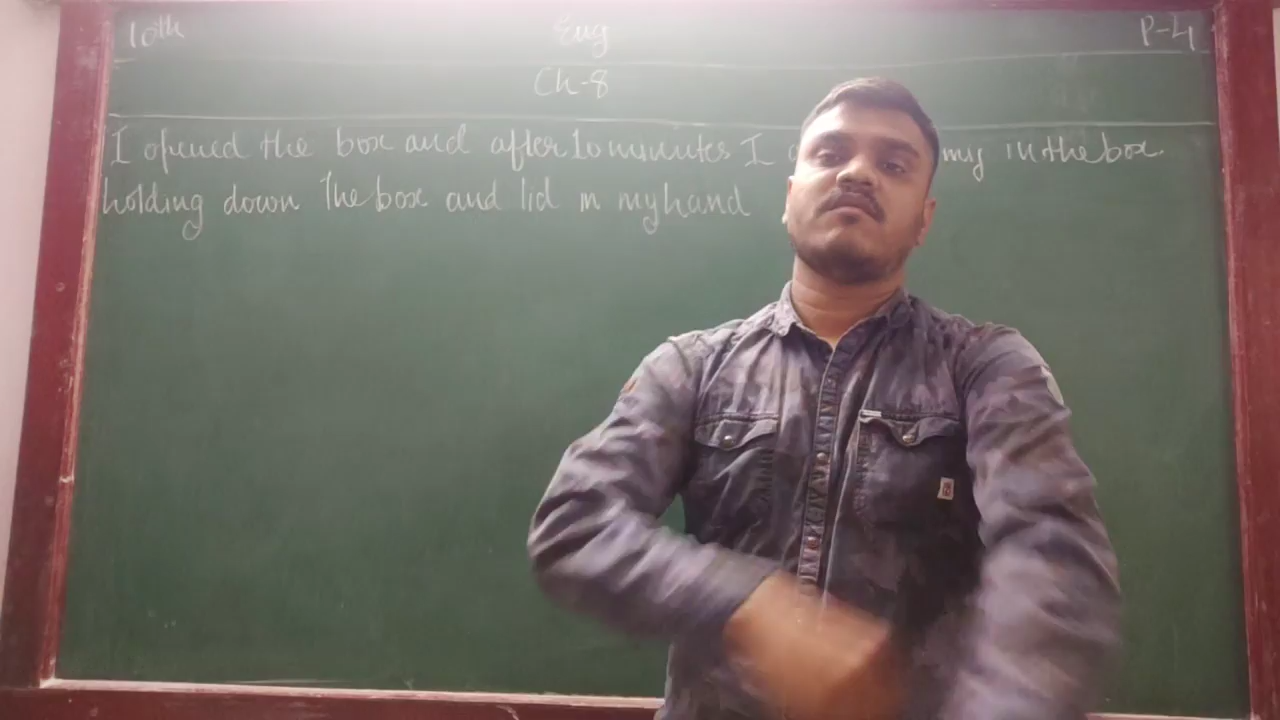 10th Eng P-4
Ch-8
I opened the box and after 10 minutes I my in the box.
holding down the box and lid in my hand